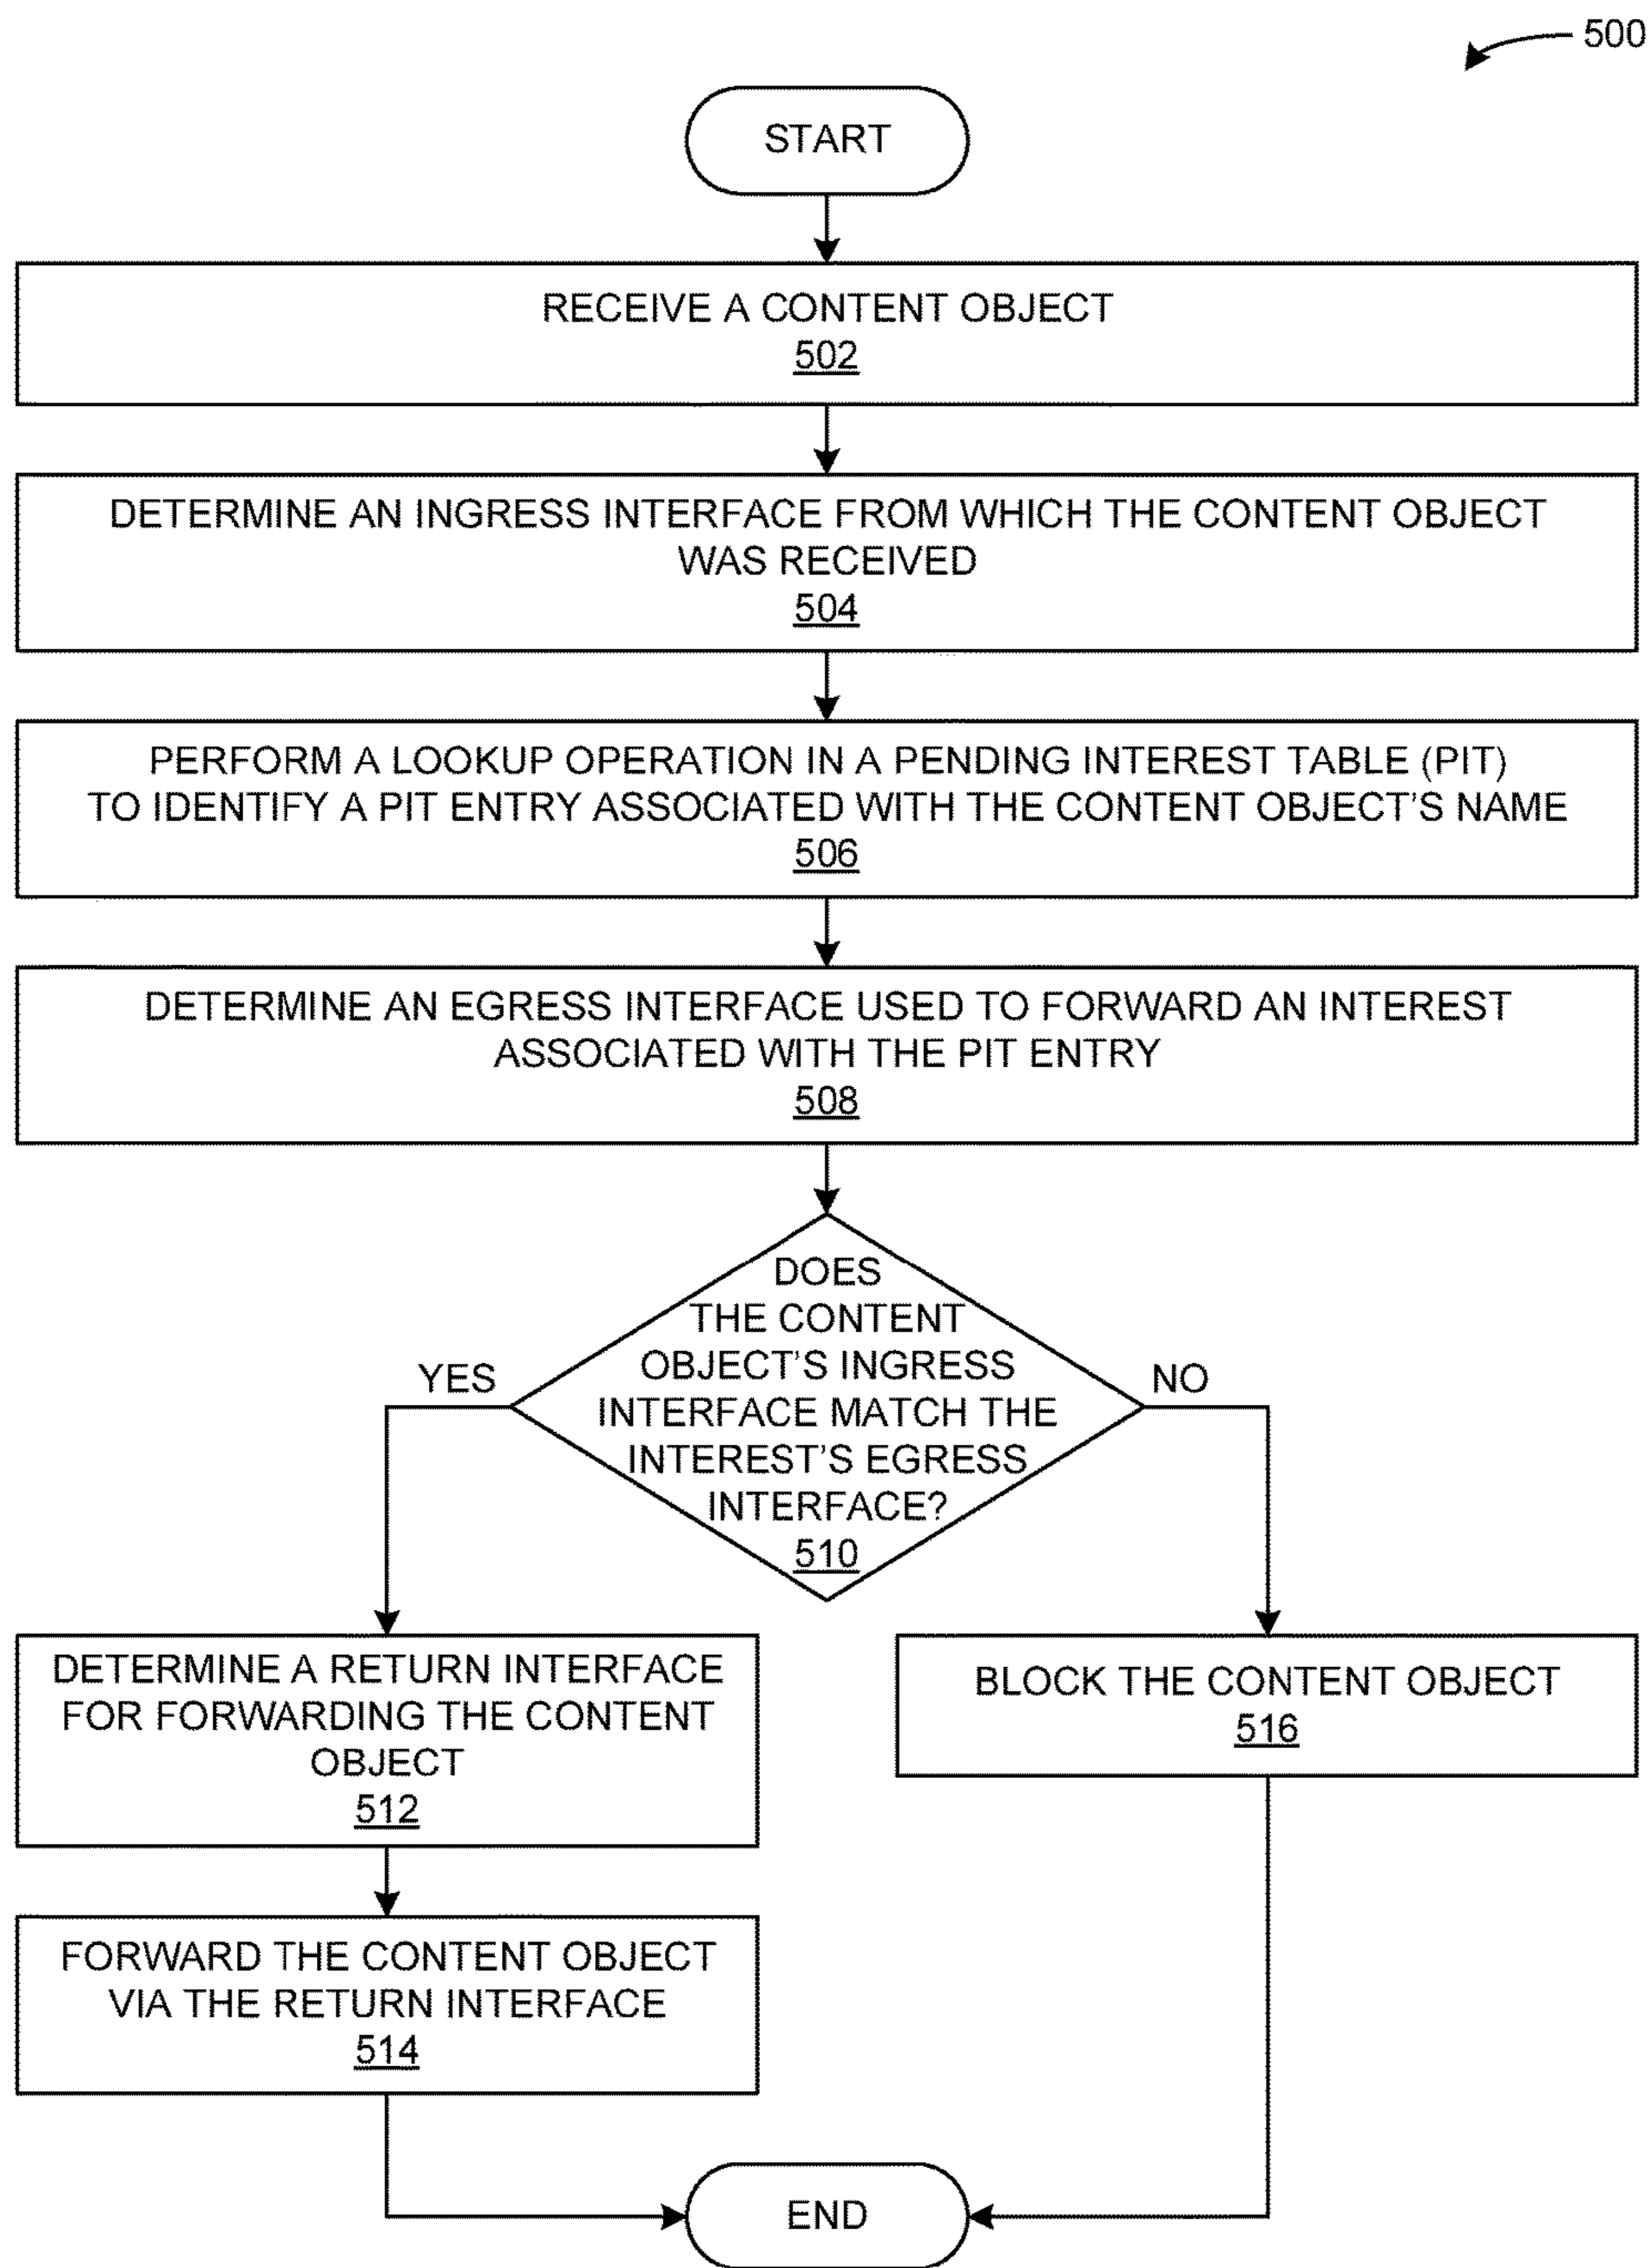 500
START
RECEIVE A CONTENT OBJECT
502
DETERMINE AN INGRESS INTERFACE FROM WHICH THE CONTENT OBJECT
WAS RECEIVED
504
PERFORM A LOOKUP OPERATION IN A PENDING INTEREST TABLE (PIT)
TO IDENTIFY A PIT ENTRY ASSOCIATED WITH THE CONTENT OBJECT'S NAME
506
DETERMINE AN EGRESS INTERFACE USED TO FORWARD AN INTEREST
ASSOCIATED WITH THE PIT ENTRY
508
DOES
THE CONTENT
OBJECT'S INGRESS
INTERFACE MATCH THE
INTEREST'S EGRESS
INTERFACE?
510
YES
NO
DETERMINE A RETURN INTERFACE
FOR FORWARDING THE CONTENT
OBJECT
512
BLOCK THE CONTENT OBJECT
516
FORWARD THE CONTENT OBJECT
VIA THE RETURN INTERFACE
514
END